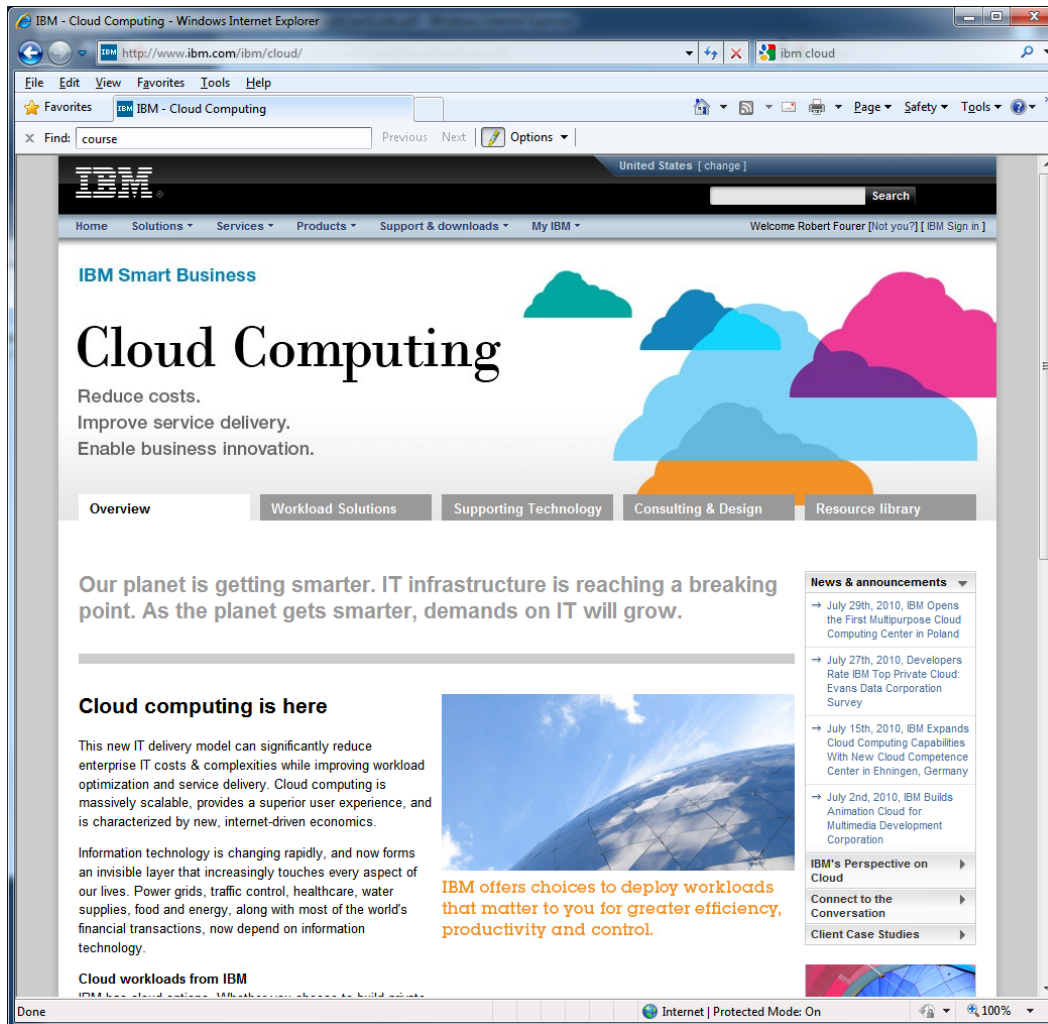 IBM - Cloud Computing - Windows Internet Explorer
http://www.ibm.com/ibm/cloud/
ibm cloud
File Edit View Favorites Tools Help
Favorites
IBM - Cloud Computing
Page Safety Tools
x Find: course Previous Next Options
United States [ change ]
IBM®
Search
Home Solutions Services Products Support & downloads My IBM
Welcome Robert Fourer [Not you?] [ IBM Sign in ]
IBM Smart Business
Cloud Computing
Reduce costs.
Improve service delivery.
Enable business innovation.
Overview Workload Solutions Supporting Technology Consulting & Design Resource library
Our planet is getting smarter. IT infrastructure is reaching a breaking
point. As the planet gets smarter, demands on IT will grow.
Cloud computing is here
This new IT delivery model can significantly reduce
enterprise IT costs & complexities while improving workload
optimization and service delivery. Cloud computing is
massively scalable, provides a superior user experience, and
is characterized by new, internet-driven economics.
Information technology is changing rapidly, and now forms
an invisible layer that increasingly touches every aspect of
our lives. Power grids, traffic control, healthcare, water
supplies, food and energy, along with most of the world's
financial transactions, now depend on information
technology.
Cloud workloads from IBM
IBM has cloud options. Whether you choose to build private
IBM offers choices to deploy workloads
that matter to you for greater efficiency,
productivity and control.
News & announcements
→ July 29th, 2010, IBM Opens
the First Multipurpose Cloud
Computing Center in Poland
→ July 27th, 2010, Developers
Rate IBM Top Private Cloud:
Evans Data Corporation
Survey
→ July 15th, 2010, IBM Expands
Cloud Computing Capabilities
With New Cloud Competence
Center in Ehningen, Germany
→ July 2nd, 2010, IBM Builds
Animation Cloud for
Multimedia Development
Corporation
IBM's Perspective on
Cloud
Connect to the
Conversation
Client Case Studies
Done
Internet | Protected Mode: On
100%